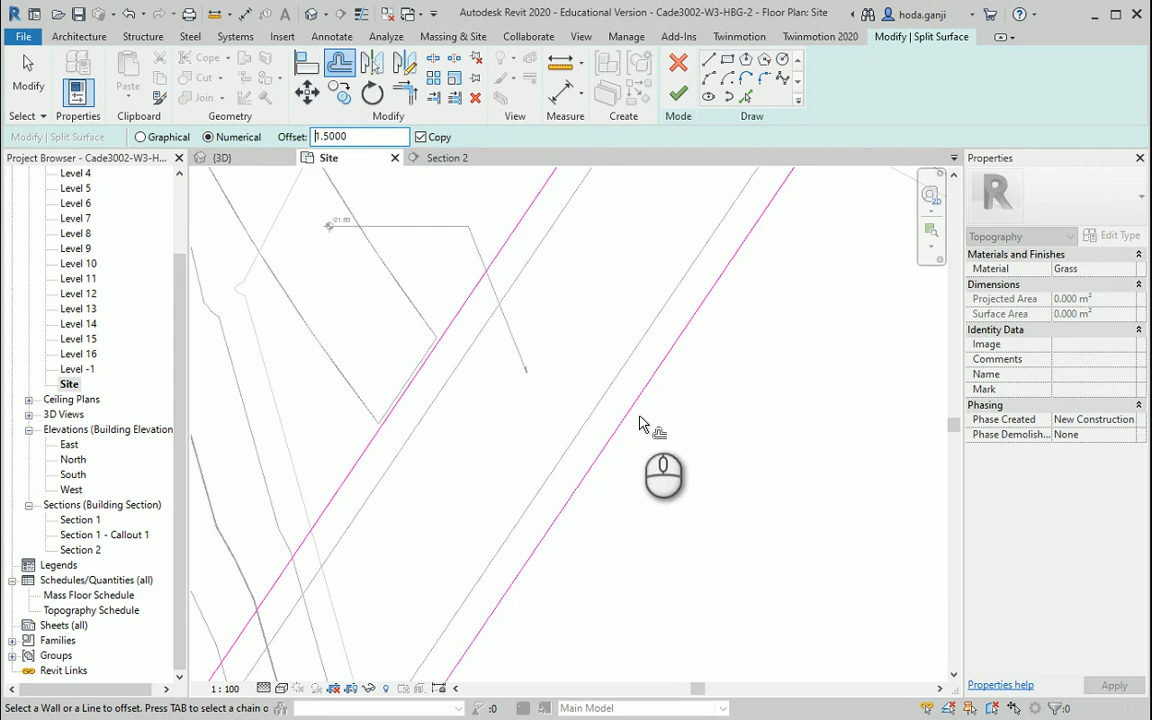 Autodesk Revit 2020 - Educational Version - Cade3002-W3-HBG-2 - Floor Plan: Site
hoda.ganji
File Architecture Structure Steel Systems Insert Annotate Analyze Massing & Site Collaborate View Manage Add-Ins Twinmotion Twinmotion 2020 Modify | Split Surface
Cope
Cut
Join
Modify Paste
Select Properties Clipboard Geometry Modify View Measure Create Mode Draw
Modify | Split Surface Graphical Numerical Offset: 1.5000 Copy
Project Browser - Cade3002-W3-H... {3D} Site Section 2 Properties
Level 4
Level 5
Level 6
Level 7
Level 8
Level 9
Level 10
Level 11
Level 12
Level 13
Level 14
Level 15
Level 16
Level -1
Site
Ceiling Plans
3D Views
Elevations (Building Elevation
East
North
South
West
Sections (Building Section)
Section 1
Section 1 - Callout 1
Section 2
Legends
Schedules/Quantities (all)
Mass Floor Schedule
Topography Schedule
Sheets (all)
Families
Groups
Revit Links
2D
R
Topography Edit Type
Materials and Finishes
Material Grass
Dimensions
Projected Area 0.000 m²
Surface Area 0.000 m²
Identity Data
Image
Comments
Name
Mark
Phasing
Phase Created New Construction
Phase Demolish... None
Properties help Apply
1 : 100
Select a Wall or a Line to offset. Press TAB to select a chain o :0 Main Model :0